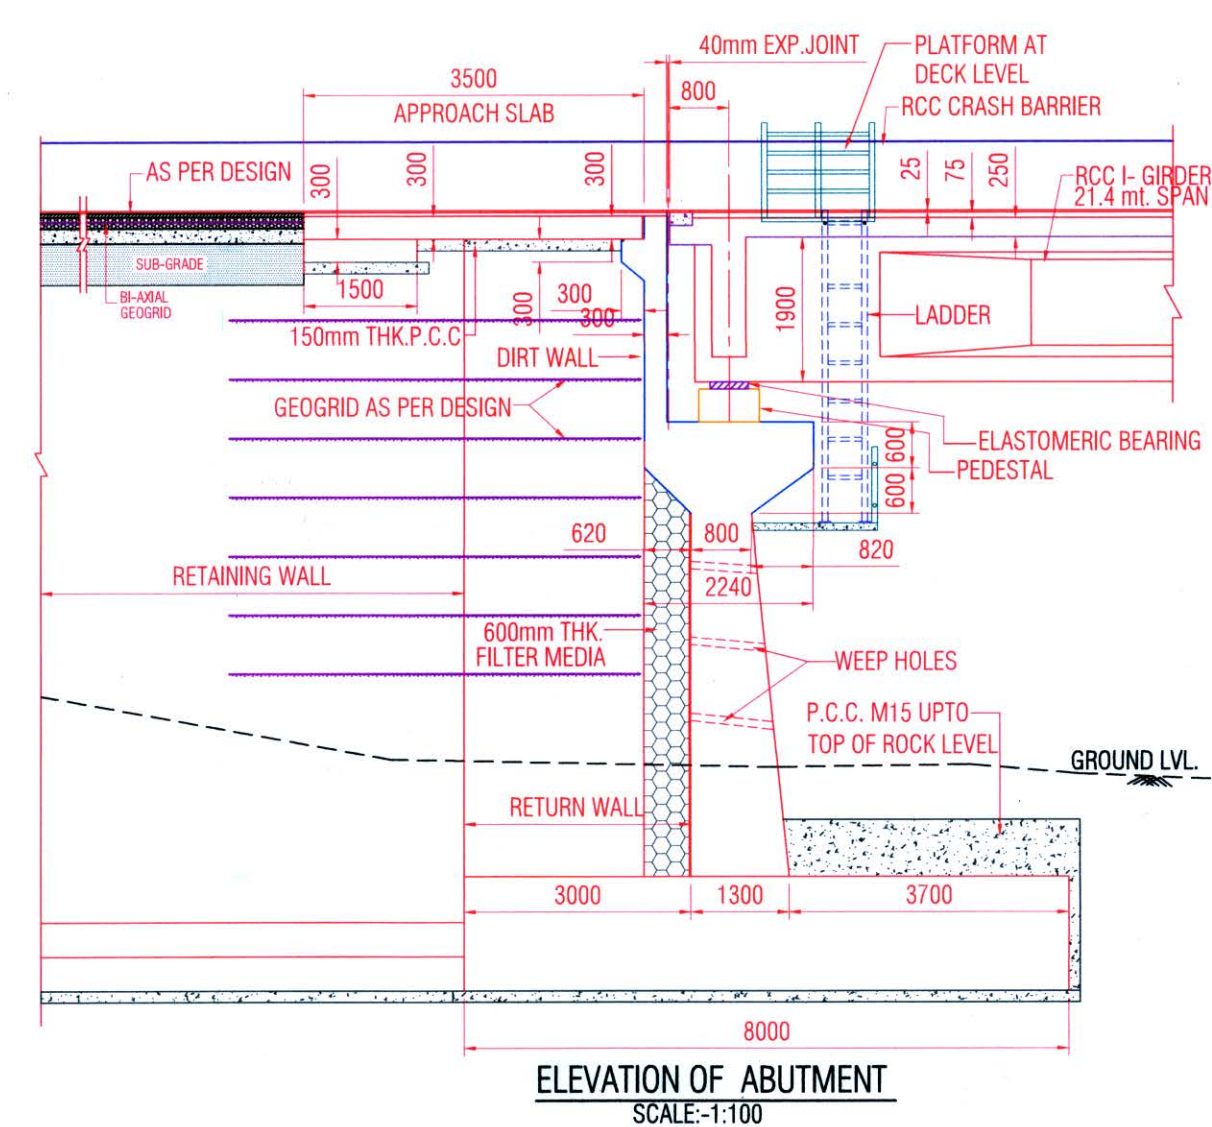 40mm EXP.JOINT
PLATFORM AT
DECK LEVEL
3500
800
APPROACH SLAB
RCC CRASH BARRIER
AS PER DESIGN
300
300
300
25
75
250
RCC I- GIRDER
21.4 mt. SPAN
SUB-GRADE
BI-AXIAL
GEOGRID
1500
300
300
300
1900
LADDER
150mm THK.P.C.C
DIRT WALL
GEOGRID AS PER DESIGN
ELASTOMERIC BEARING
PEDESTAL
600
600
620
800
820
2240
RETAINING WALL
600mm THK.
FILTER MEDIA
WEEP HOLES
P.C.C. M15 UPTO
TOP OF ROCK LEVEL
GROUND LVL.
RETURN WALL
3000
1300
3700
8000
ELEVATION OF ABUTMENT
SCALE:-1:100